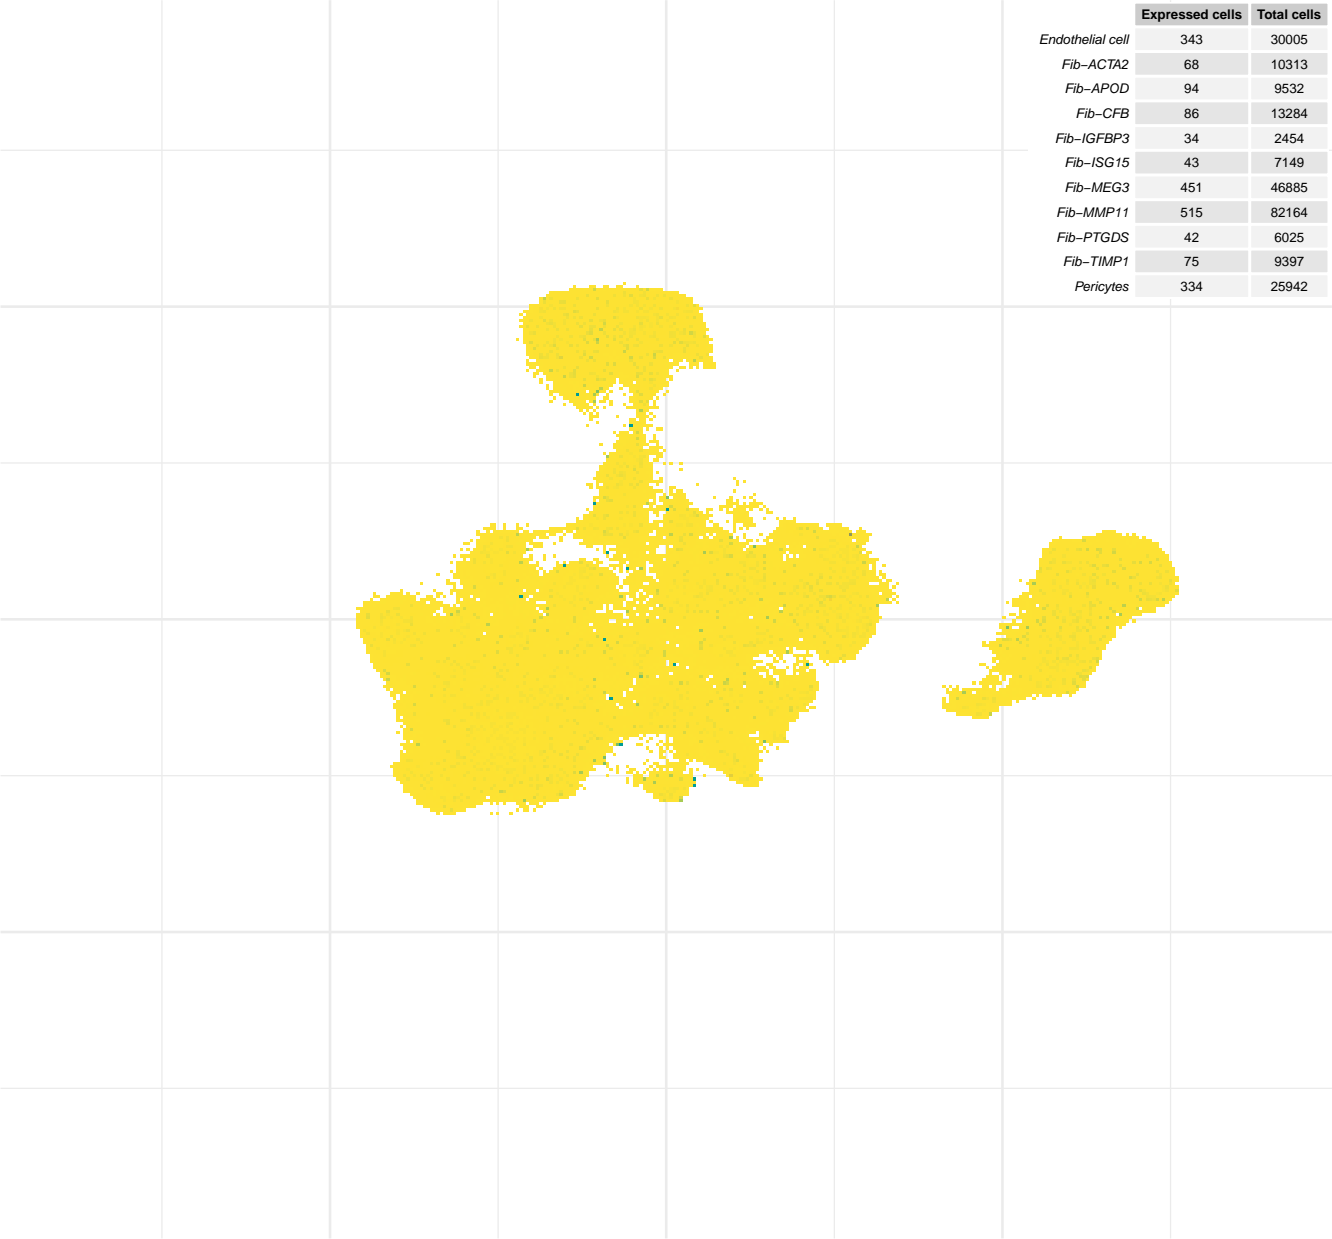 Expressed cells Total cells
Endothelial cell 343 30005
Fib−ACTA2 68 10313
Fib−APOD 94 9532
Fib−CFB 86 13284
Fib−IGFBP3 34 2454
Fib−ISG15 43 7149
Fib−MEG3 451 46885
Fib−MMP11 515 82164
Fib−PTGDS 42 6025
Fib−TIMP1 75 9397
Pericytes 334 25942